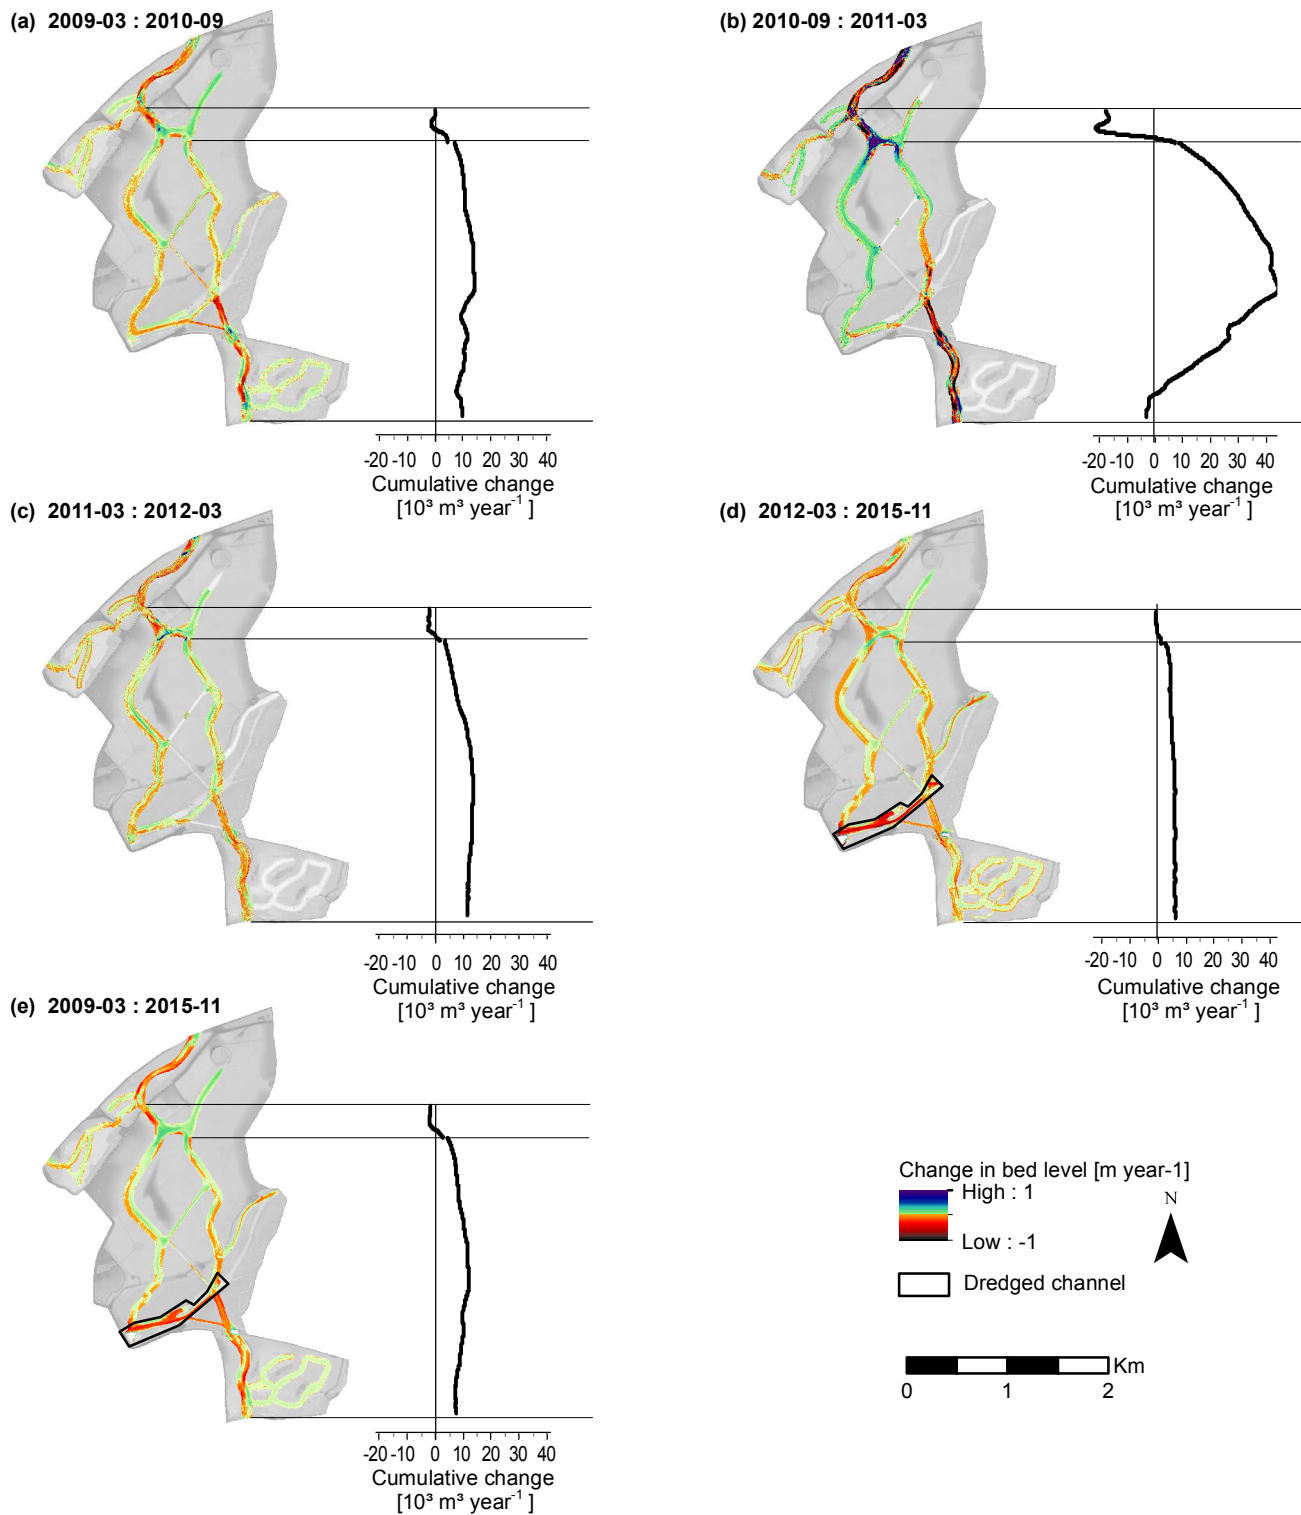 (a) 2009-03 : 2010-09
(b) 2010-09 : 2011-03
-20 -10 0 10 20 30 40
Cumulative change
[10³ m³ year⁻¹ ]
-20 -10 0 10 20 30 40
Cumulative change
[10³ m³ year⁻¹ ]
(c) 2011-03 : 2012-03
(d) 2012-03 : 2015-11
-20 -10 0 10 20 30 40
Cumulative change
[10³ m³ year⁻¹ ]
-20 -10 0 10 20 30 40
Cumulative change
[10³ m³ year⁻¹ ]
(e) 2009-03 : 2015-11
-20 -10 0 10 20 30 40
Cumulative change
[10³ m³ year⁻¹ ]
Change in bed level [m year-1]
High : 1
Low : -1
N
Dredged channel
Km
0 1 2